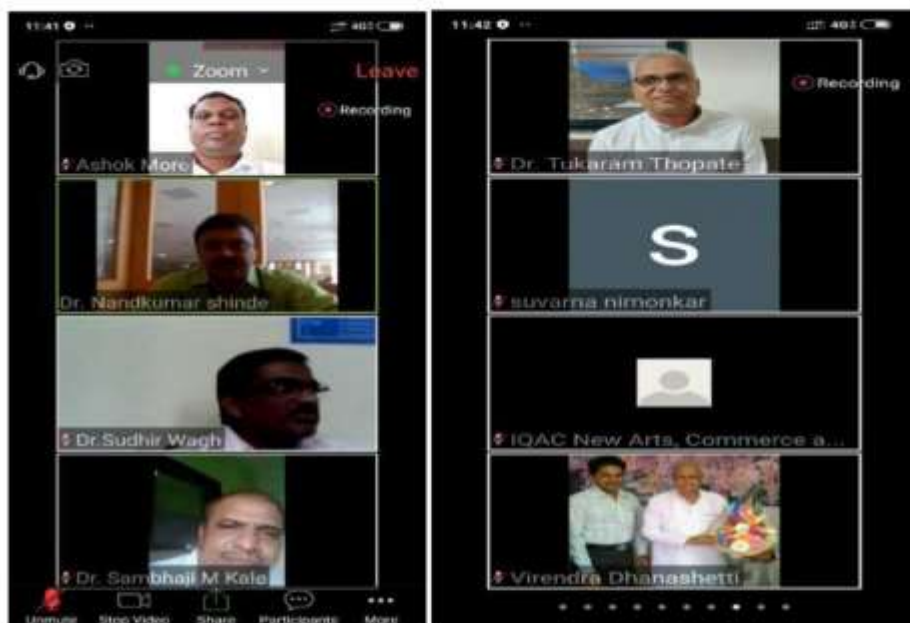 11:41
Zoom
Leave
Recording
Ashok More
Dr. Nandkumar shinde
Dr.Sudhir Wagh
Dr. Sambhaji M Kale
Unmute
Stop Video
Share
Participants
More
11:42
Recording
Dr. Tukaram Thopate
S
suvarna nimonkar
IQAC New Arts, Commerce a...
Virendra Dhanashetti